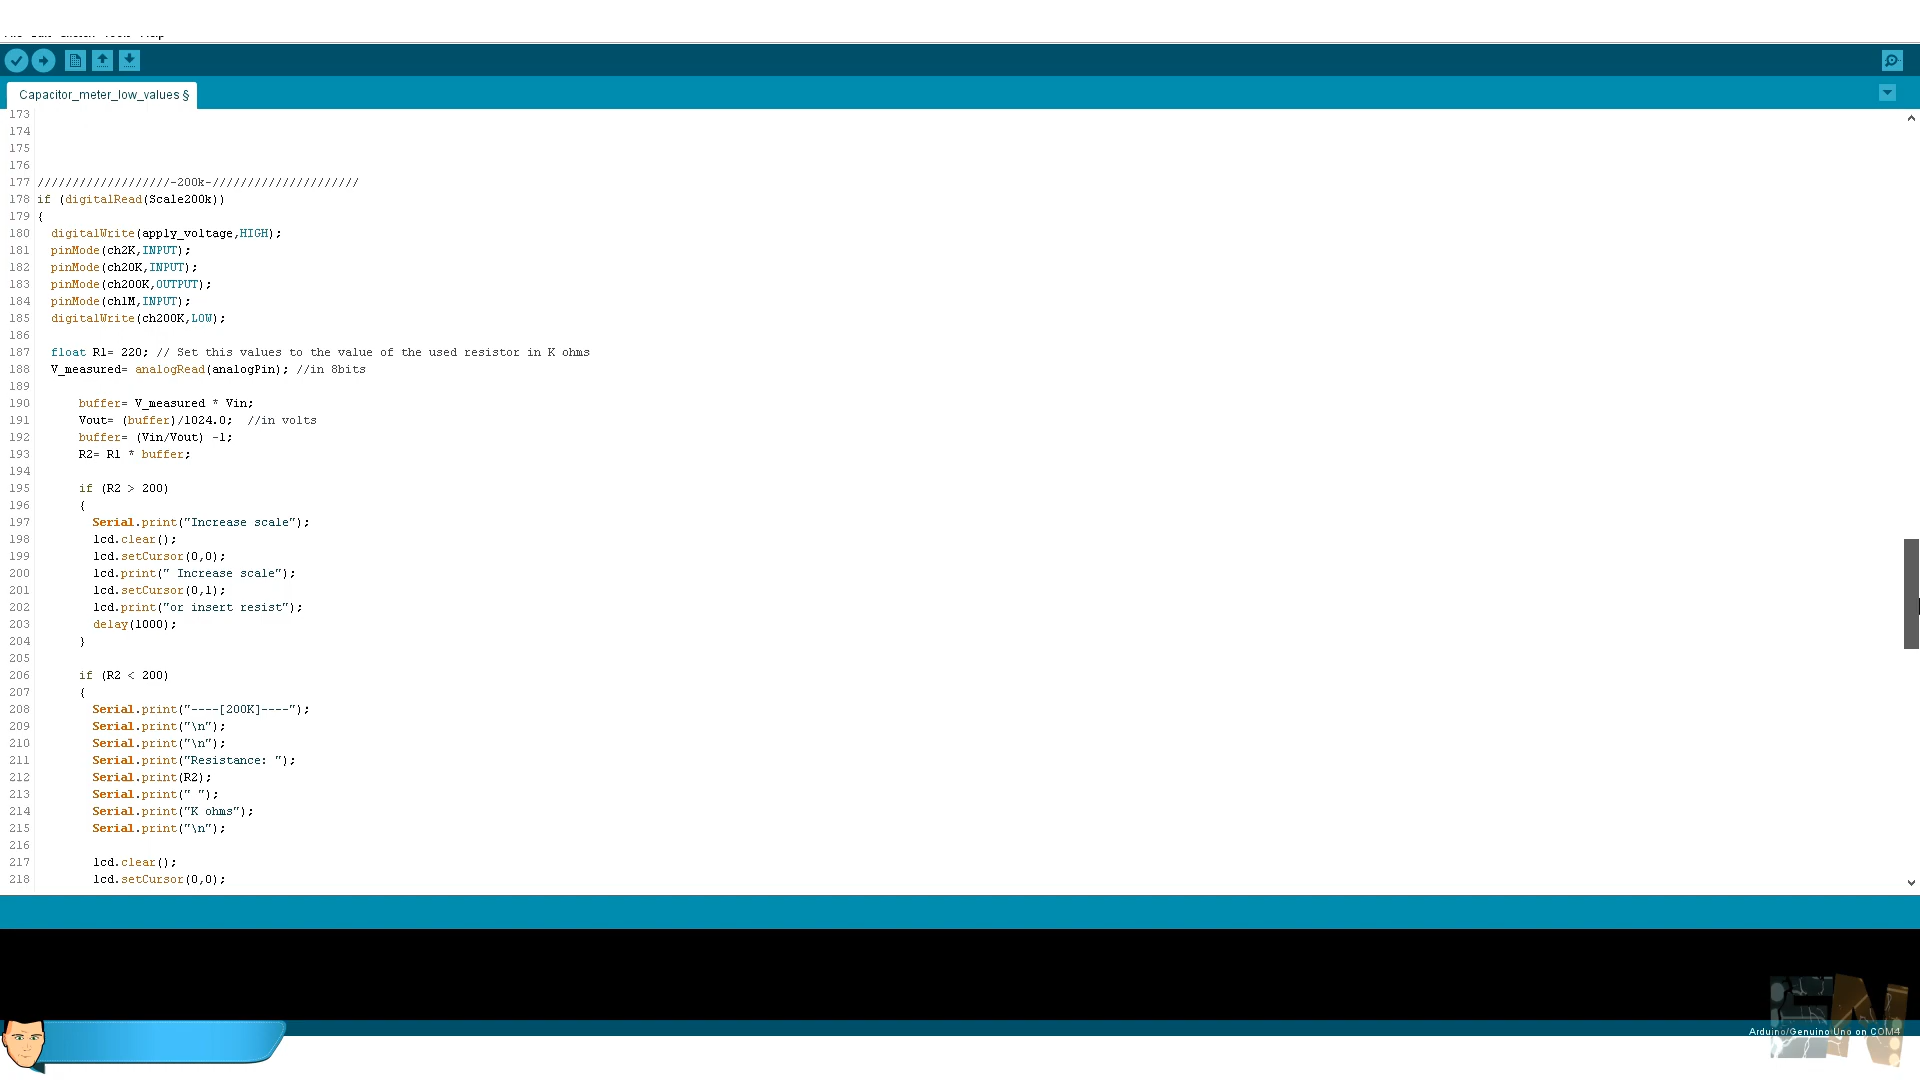 Capacitor_meter_low_values §
173
174
175
176
177 ///////////////////-200k-/////////////////////
178 if (digitalRead(Scale200k))
179 {
180 digitalWrite(apply_voltage,HIGH);
181 pinMode(ch2K,INPUT);
182 pinMode(ch20K,INPUT);
183 pinMode(ch200K,OUTPUT);
184 pinMode(ch1M,INPUT);
185 digitalWrite(ch200K,LOW);
186
187 float R1= 220; // Set this values to the value of the used resistor in K ohms
188 V_measured= analogRead(analogPin); //in 8bits
189
190 buffer= V_measured * Vin;
191 Vout= (buffer)/1024.0; //in volts
192 buffer= (Vin/Vout) -1;
193 R2= R1 * buffer;
194
195 if (R2 > 200)
196 {
197 Serial.print("Increase scale");
198 lcd.clear();
199 lcd.setCursor(0,0);
200 lcd.print(" Increase scale");
201 lcd.setCursor(0,1);
202 lcd.print("or insert resist");
203 delay(1000);
204 }
205
206 if (R2 < 200)
207 {
208 Serial.print("----[200K]----");
209 Serial.print("\n");
210 Serial.print("\n");
211 Serial.print("Resistance: ");
212 Serial.print(R2);
213 Serial.print(" ");
214 Serial.print("K ohms");
215 Serial.print("\n");
216
217 lcd.clear();
218 lcd.setCursor(0,0);
Arduino/Genuino Uno on COM4